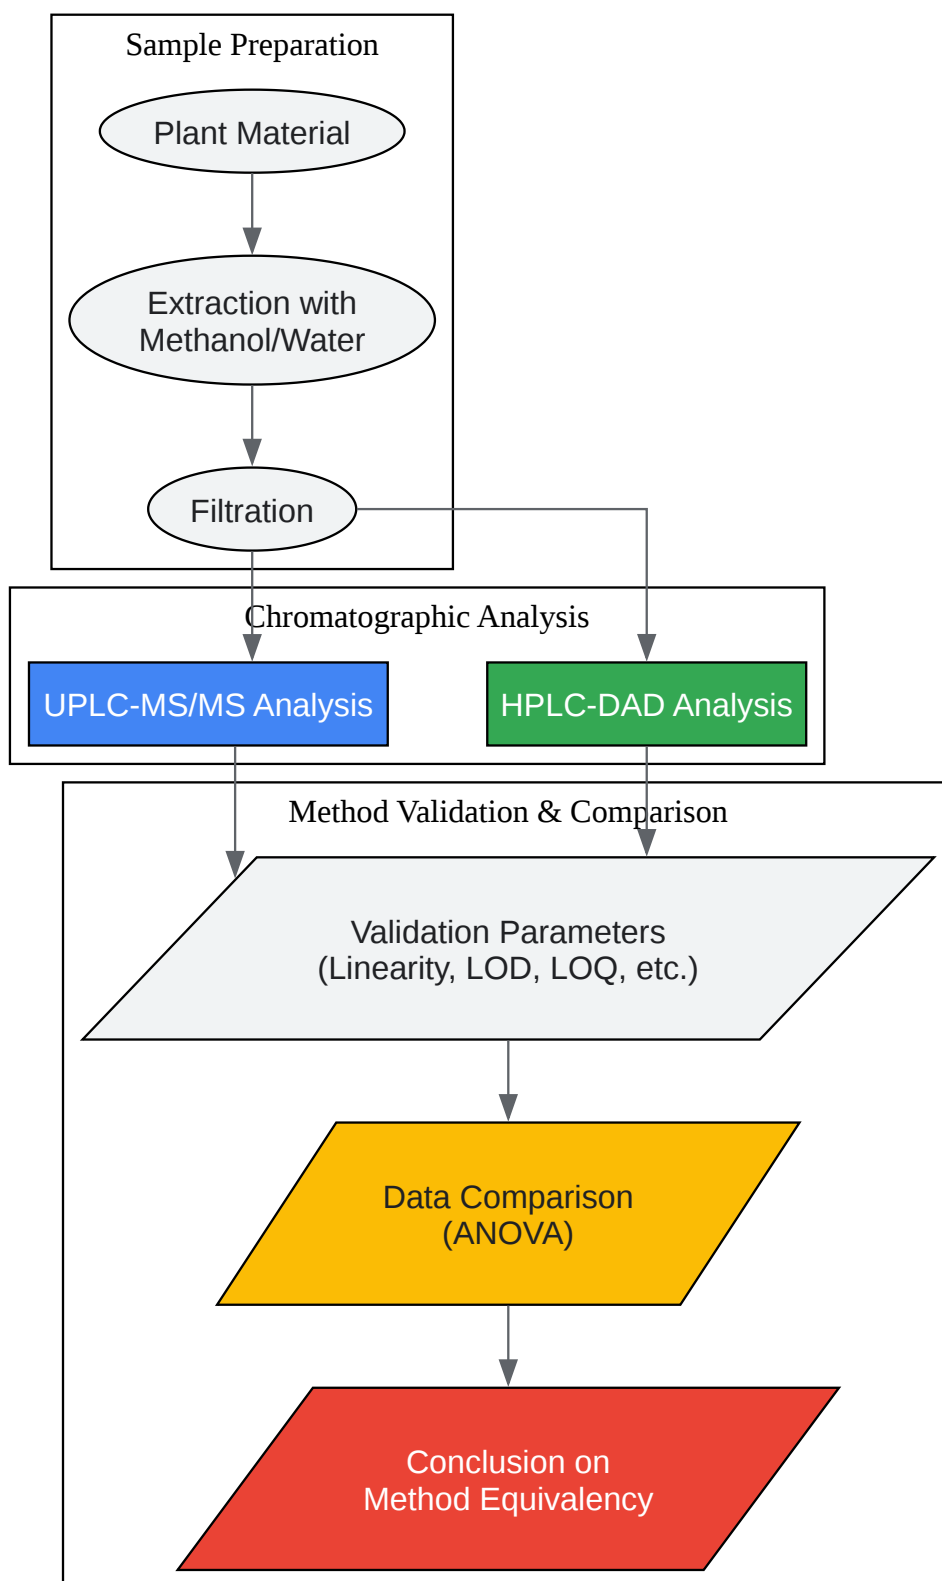 Sample Preparation
Plant Material
Extraction with
Methanol/Water
Filtration
Chromatographic Analysis
UPLC-MS/MS Analysis
HPLC-DAD Analysis
Method Validation & Comparison
Validation Parameters
(Linearity, LOD, LOQ, etc.)
Data Comparison
(ANOVA)
Conclusion on
Method Equivalency